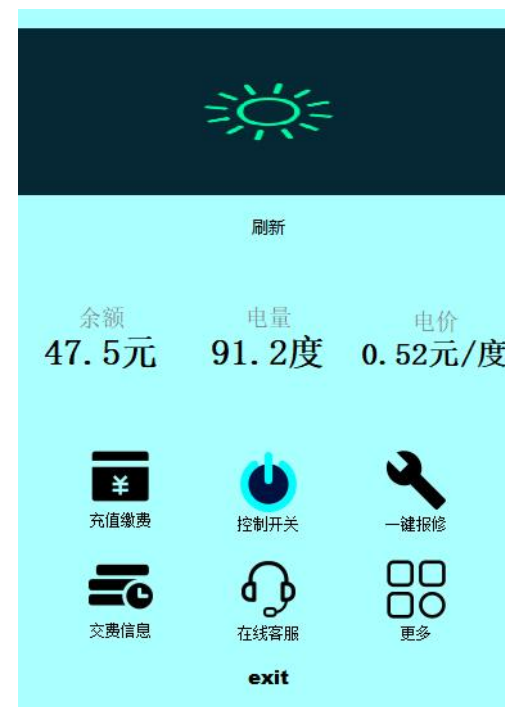 刷新
余额 电量 电价
47.5元 91.2度 0.52元/度
¥
充值缴费 控制开关 一键报修
交费信息 在线客服 更多
exit